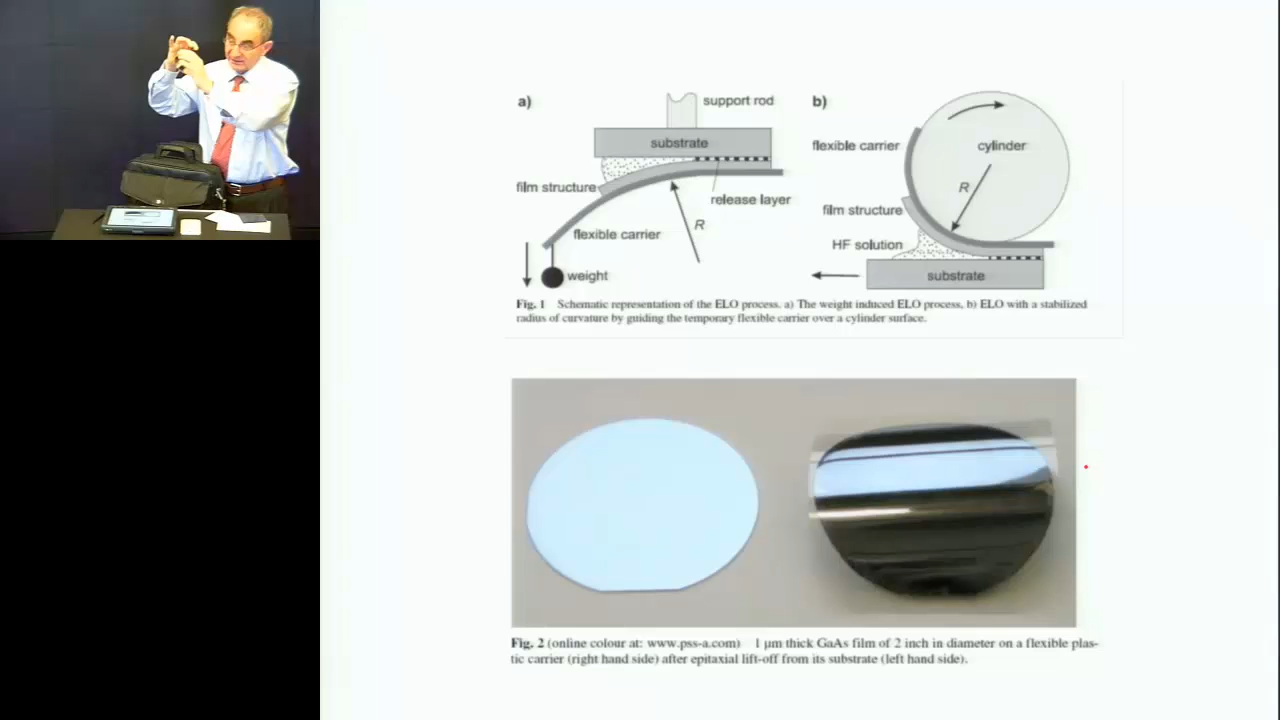 a)
support rod
substrate
film structure
release layer
R
flexible carrier
weight
b)
flexible carrier
cylinder
R
film structure
HF solution
substrate
Fig. 1 Schematic representation of the ELO process. a) The weight induced ELO process, b) ELO with a stabilized
radius of curvature by guiding the temporary flexible carrier over a cylinder surface.
Fig. 2 (online colour at: www.pss-a.com) 1 µm thick GaAs film of 2 inch in diameter on a flexible plas-
tic carrier (right hand side) after epitaxial lift-off from its substrate (left hand side).